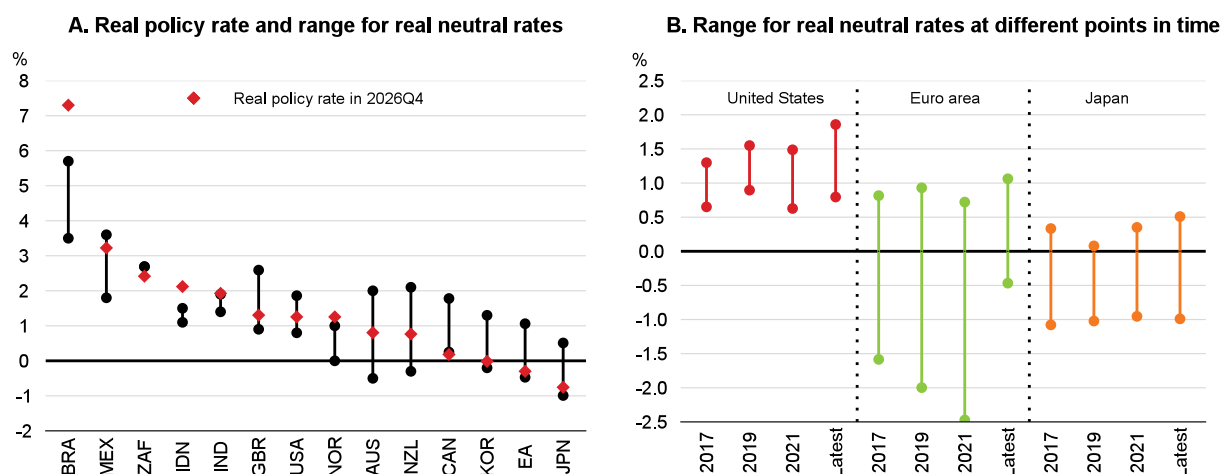 A. Real policy rate and range for real neutral rates
%
8
7
6
5
4
3
2
1
0
-1
-2
Real policy rate in 2026Q4
BRA
MEX
ZAF
IDN
IND
GBR
USA
NOR
AUS
NZL
CAN
KOR
EA
JPN
B. Range for real neutral rates at different points in time
%
2.5
2.0
1.5
1.0
0.5
0.0
-0.5
-1.0
-1.5
-2.0
-2.5
United States
Euro area
Japan
2017
2019
2021
Latest
2017
2019
2021
Latest
2017
2019
2021
Latest